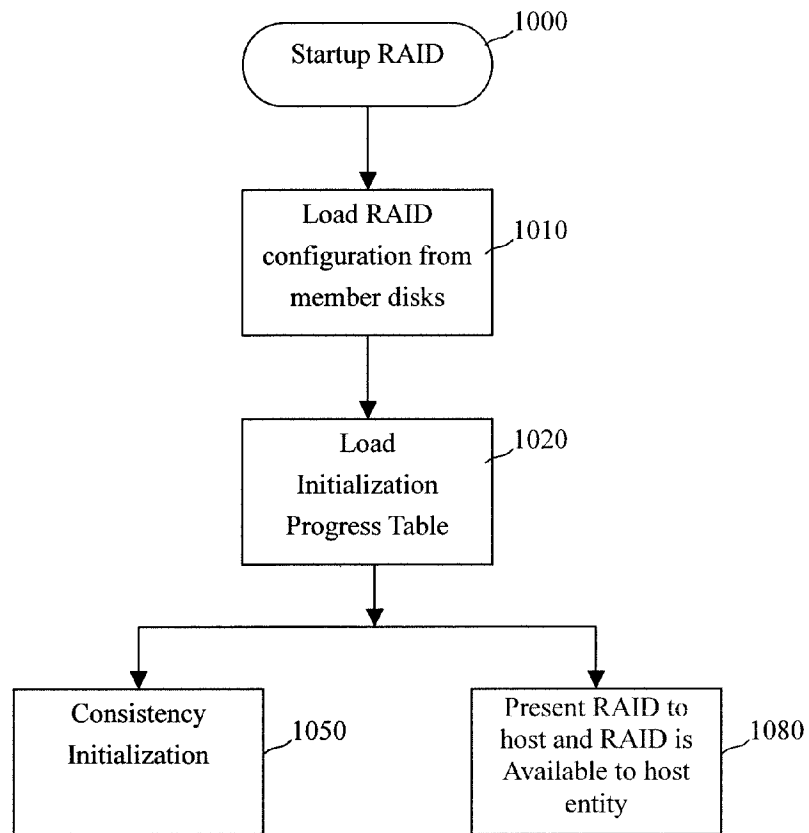 1000
Startup RAID
Load RAID
configuration from
member disks
1010
Load
Initialization
Progress Table
1020
Consistency
Initialization
1050
Present RAID to
host and RAID is
Available to host
entity
1080